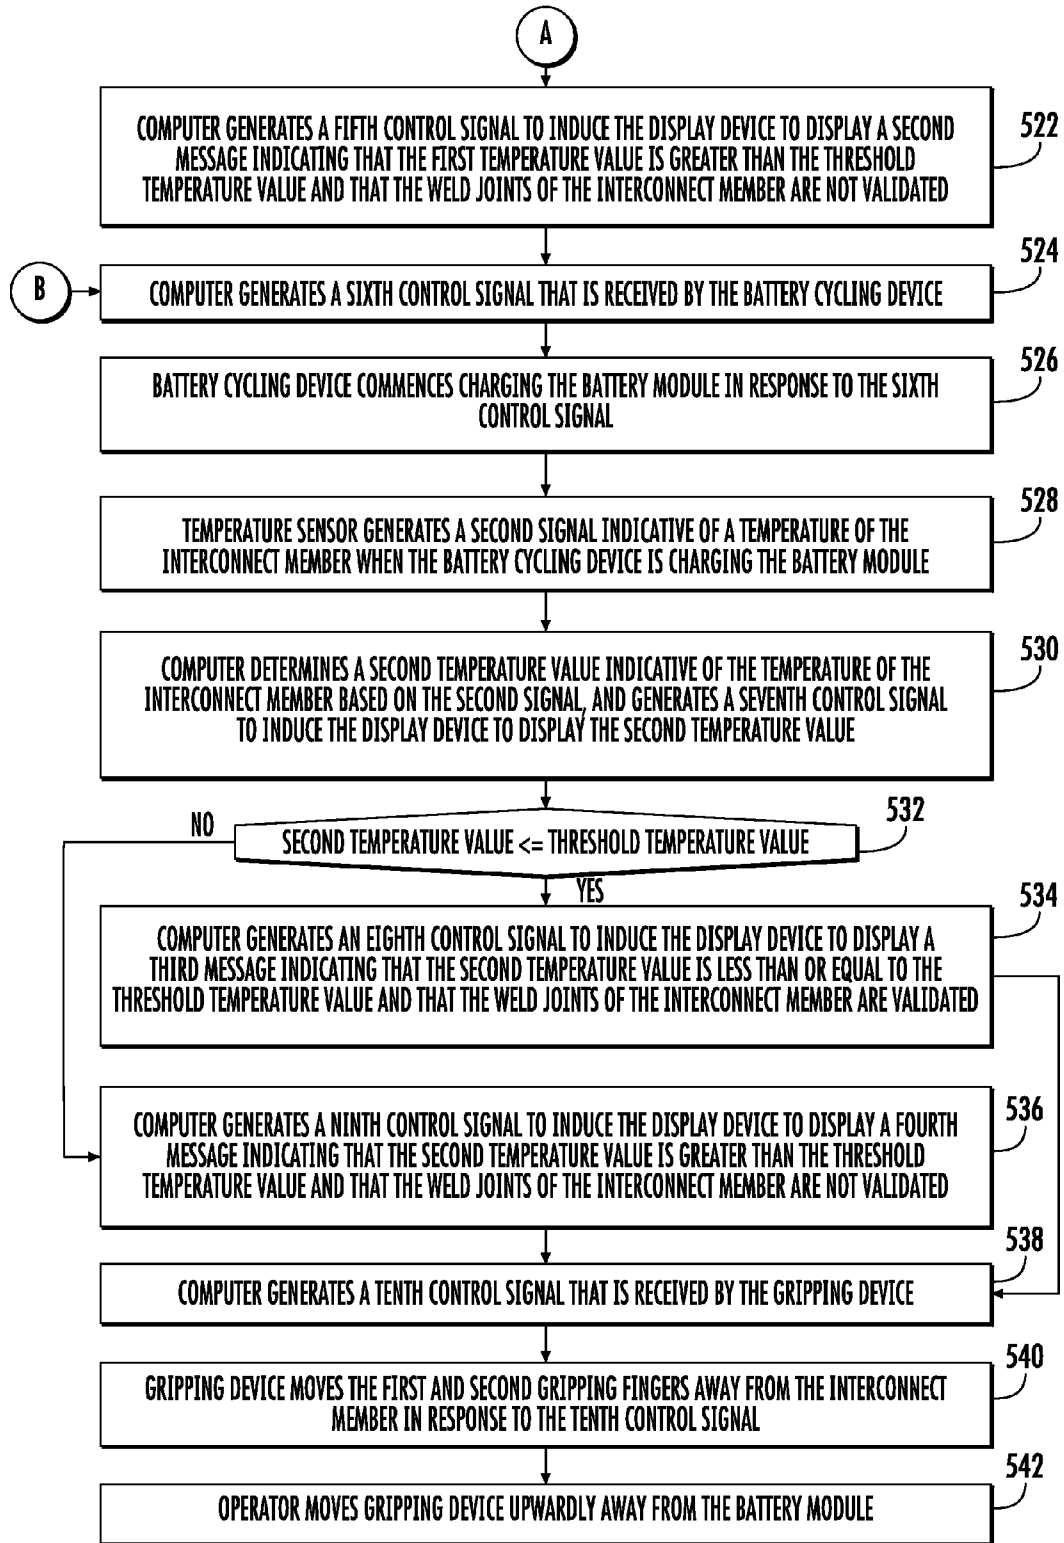 A
COMPUTER GENERATES A FIFTH CONTROL SIGNAL TO INDUCE THE DISPLAY DEVICE TO DISPLAY A SECOND
MESSAGE INDICATING THAT THE FIRST TEMPERATURE VALUE IS GREATER THAN THE THRESHOLD
TEMPERATURE VALUE AND THAT THE WELD JOINTS OF THE INTERCONNECT MEMBER ARE NOT VALIDATED
522
B
COMPUTER GENERATES A SIXTH CONTROL SIGNAL THAT IS RECEIVED BY THE BATTERY CYCLING DEVICE
524
BATTERY CYCLING DEVICE COMMENCES CHARGING THE BATTERY MODULE IN RESPONSE TO THE SIXTH
CONTROL SIGNAL
526
TEMPERATURE SENSOR GENERATES A SECOND SIGNAL INDICATIVE OF A TEMPERATURE OF THE
INTERCONNECT MEMBER WHEN THE BATTERY CYCLING DEVICE IS CHARGING THE BATTERY MODULE
528
COMPUTER DETERMINES A SECOND TEMPERATURE VALUE INDICATIVE OF THE TEMPERATURE OF THE
INTERCONNECT MEMBER BASED ON THE SECOND SIGNAL, AND GENERATES A SEVENTH CONTROL SIGNAL
TO INDUCE THE DISPLAY DEVICE TO DISPLAY THE SECOND TEMPERATURE VALUE
530
NO
SECOND TEMPERATURE VALUE <= THRESHOLD TEMPERATURE VALUE
532
YES
COMPUTER GENERATES AN EIGHTH CONTROL SIGNAL TO INDUCE THE DISPLAY DEVICE TO DISPLAY A
THIRD MESSAGE INDICATING THAT THE SECOND TEMPERATURE VALUE IS LESS THAN OR EQUAL TO THE
THRESHOLD TEMPERATURE VALUE AND THAT THE WELD JOINTS OF THE INTERCONNECT MEMBER ARE VALIDATED
534
COMPUTER GENERATES A NINTH CONTROL SIGNAL TO INDUCE THE DISPLAY DEVICE TO DISPLAY A FOURTH
MESSAGE INDICATING THAT THE SECOND TEMPERATURE VALUE IS GREATER THAN THE THRESHOLD
TEMPERATURE VALUE AND THAT THE WELD JOINTS OF THE INTERCONNECT MEMBER ARE NOT VALIDATED
536
COMPUTER GENERATES A TENTH CONTROL SIGNAL THAT IS RECEIVED BY THE GRIPPING DEVICE
538
GRIPPING DEVICE MOVES THE FIRST AND SECOND GRIPPING FINGERS AWAY FROM THE INTERCONNECT
MEMBER IN RESPONSE TO THE TENTH CONTROL SIGNAL
540
OPERATOR MOVES GRIPPING DEVICE UPWARDLY AWAY FROM THE BATTERY MODULE
542